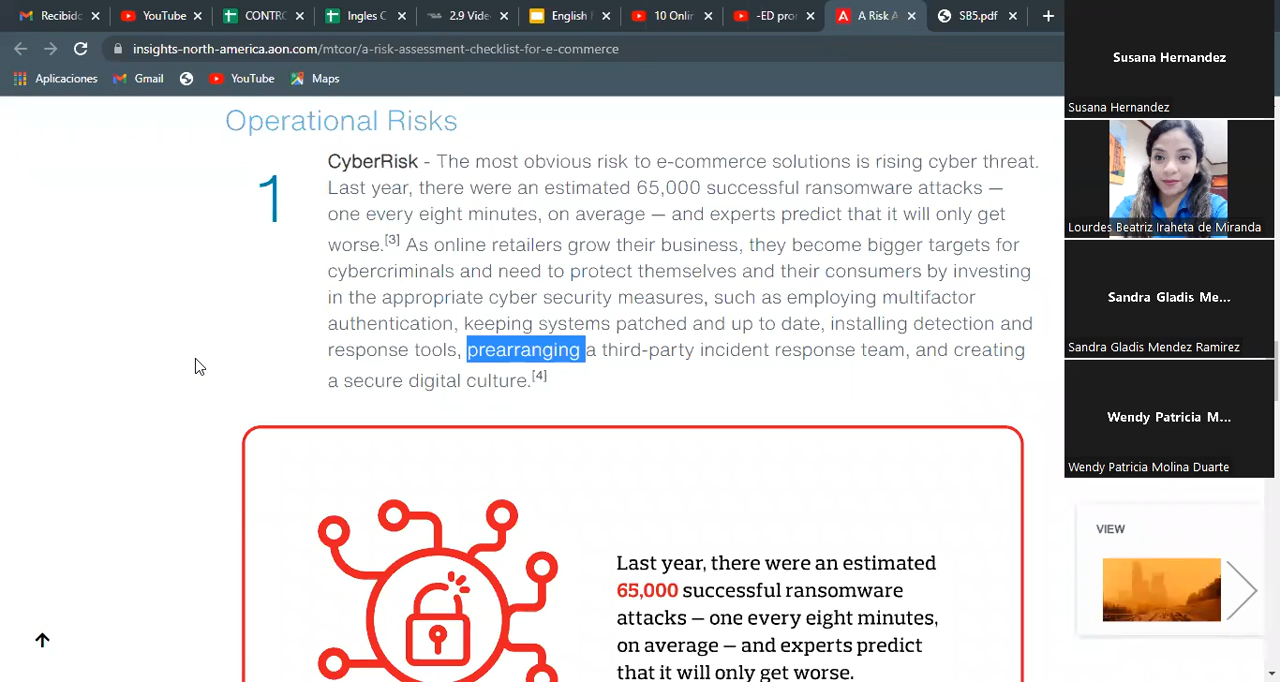 Recibido
YouTube
CONTRO
Ingles C
2.9 Vide
English f
10 Onlin
-ED pro
A Risk A
SB5.pdf
insights-north-america.aon.com/mtcor/a-risk-assessment-checklist-for-e-commerce
Aplicaciones
Gmail
YouTube
Maps
Operational Risks
1
CyberRisk - The most obvious risk to e-commerce solutions is rising cyber threat.
Last year, there were an estimated 65,000 successful ransomware attacks —
one every eight minutes, on average — and experts predict that it will only get
worse.[3] As online retailers grow their business, they become bigger targets for
cybercriminals and need to protect themselves and their consumers by investing
in the appropriate cyber security measures, such as employing multifactor
authentication, keeping systems patched and up to date, installing detection and
response tools, prearranging a third-party incident response team, and creating
a secure digital culture.[4]
Last year, there were an estimated
65,000 successful ransomware
attacks – one every eight minutes,
on average – and experts predict
that it will only get worse.
Susana Hernandez
Susana Hernandez
Lourdes Beatriz Iraheta de Miranda
Sandra Gladis Me...
Sandra Gladis Mendez Ramirez
Wendy Patricia M...
Wendy Patricia Molina Duarte
VIEW